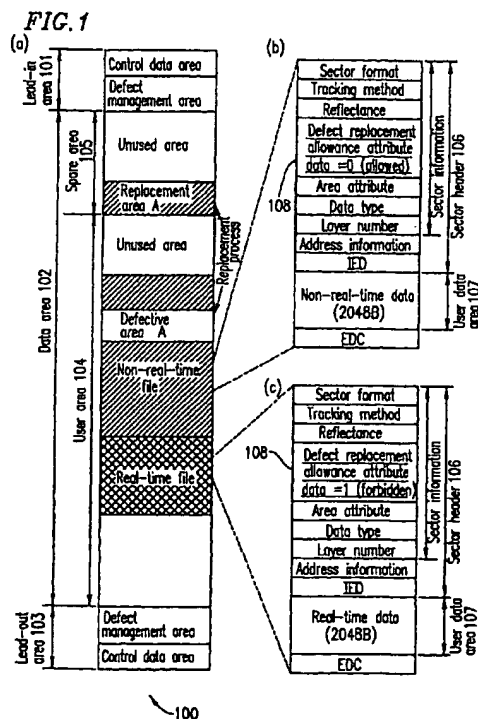 FIG. 1
(a)
Lead-in area 101
Control data area
Defect management area
Data area 102
Spare area 105
Unused area
Replacement area A
Replacement process
User area 104
Unused area
Defective area A
Non-real-time file
Real-time file
Lead-out area 103
Defect management area
Control data area
100
(b)
Sector format
Tracking method
Reflectance
Defect replacement
allowance attribute
data =0 (allowed)
108
Area attribute
Data type
Layer number
Address information
IED
Non-real-time data
(2048B)
EDC
Sector information
Sector header 106
User data area 107
(c)
Sector format
Tracking method
Reflectance
108
Defect replacement
allowance attribute
data =1 (forbidden)
Area attribute
Data type
Layer number
Address information
IED
Real-time data
(2048B)
EDC
Sector information
Sector header 106
User data area 107